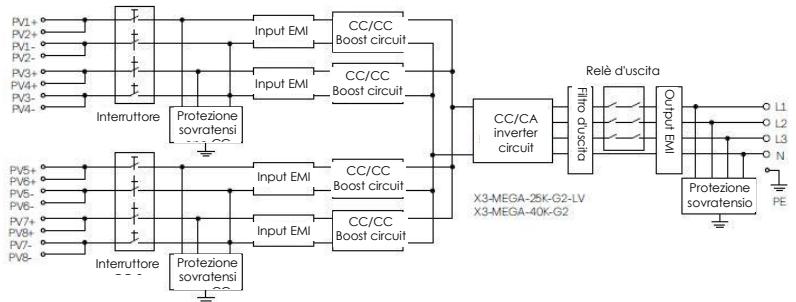 PV1+
PV2+
PV1-
PV2-
PV3+
PV4+
PV3-
PV4-
Interruttore
Protezione
sovratensi
Input EMI
Input EMI
CC/CC
Boost circuit
CC/CC
Boost circuit
PV5+
PV6+
PV5-
PV6-
PV7+
PV8+
PV7-
PV8-
Interruttore
Protezione
sovratensi
Input EMI
Input EMI
CC/CC
Boost circuit
CC/CC
Boost circuit
CC/CA
inverter
circuit
Filtro d'uscita
Relè d'uscita
Output EMI
L1
L2
L3
N
PE
Protezione
sovratensio
X3-MEGA-25K-G2-LV
X3-MEGA-40K-G2